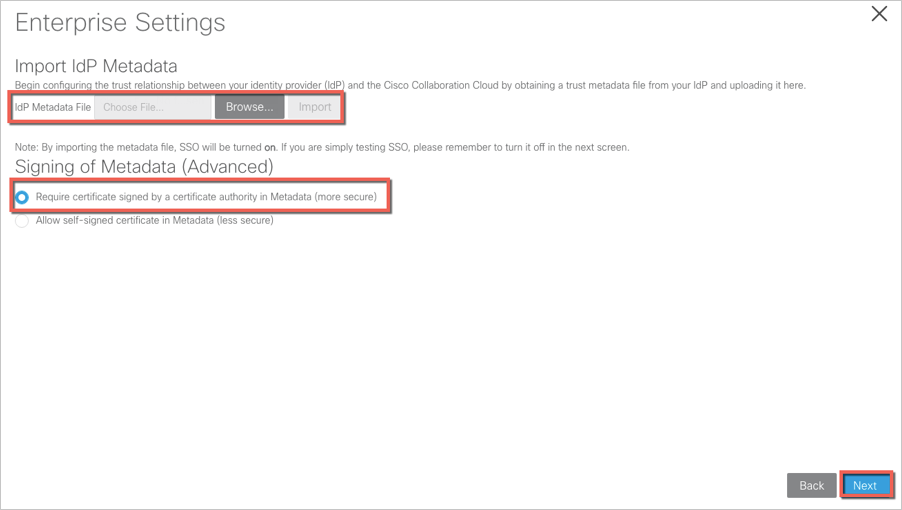 Enterprise Settings
Import IdP Metadata
Begin configuring the trust relationship between your identity provider (IdP) and the Cisco Collaboration Cloud by obtaining a trust metadata file from your IdP and uploading it here.
IdP Metadata File Choose File... Browse... Import
Note: By importing the metadata file, SSO will be turned on. If you are simply testing SSO, please remember to turn it off in the next screen.
Signing of Metadata (Advanced)
Require certificate signed by a certificate authority in Metadata (more secure)
Allow self-signed certificate in Metadata (less secure)
Back Next